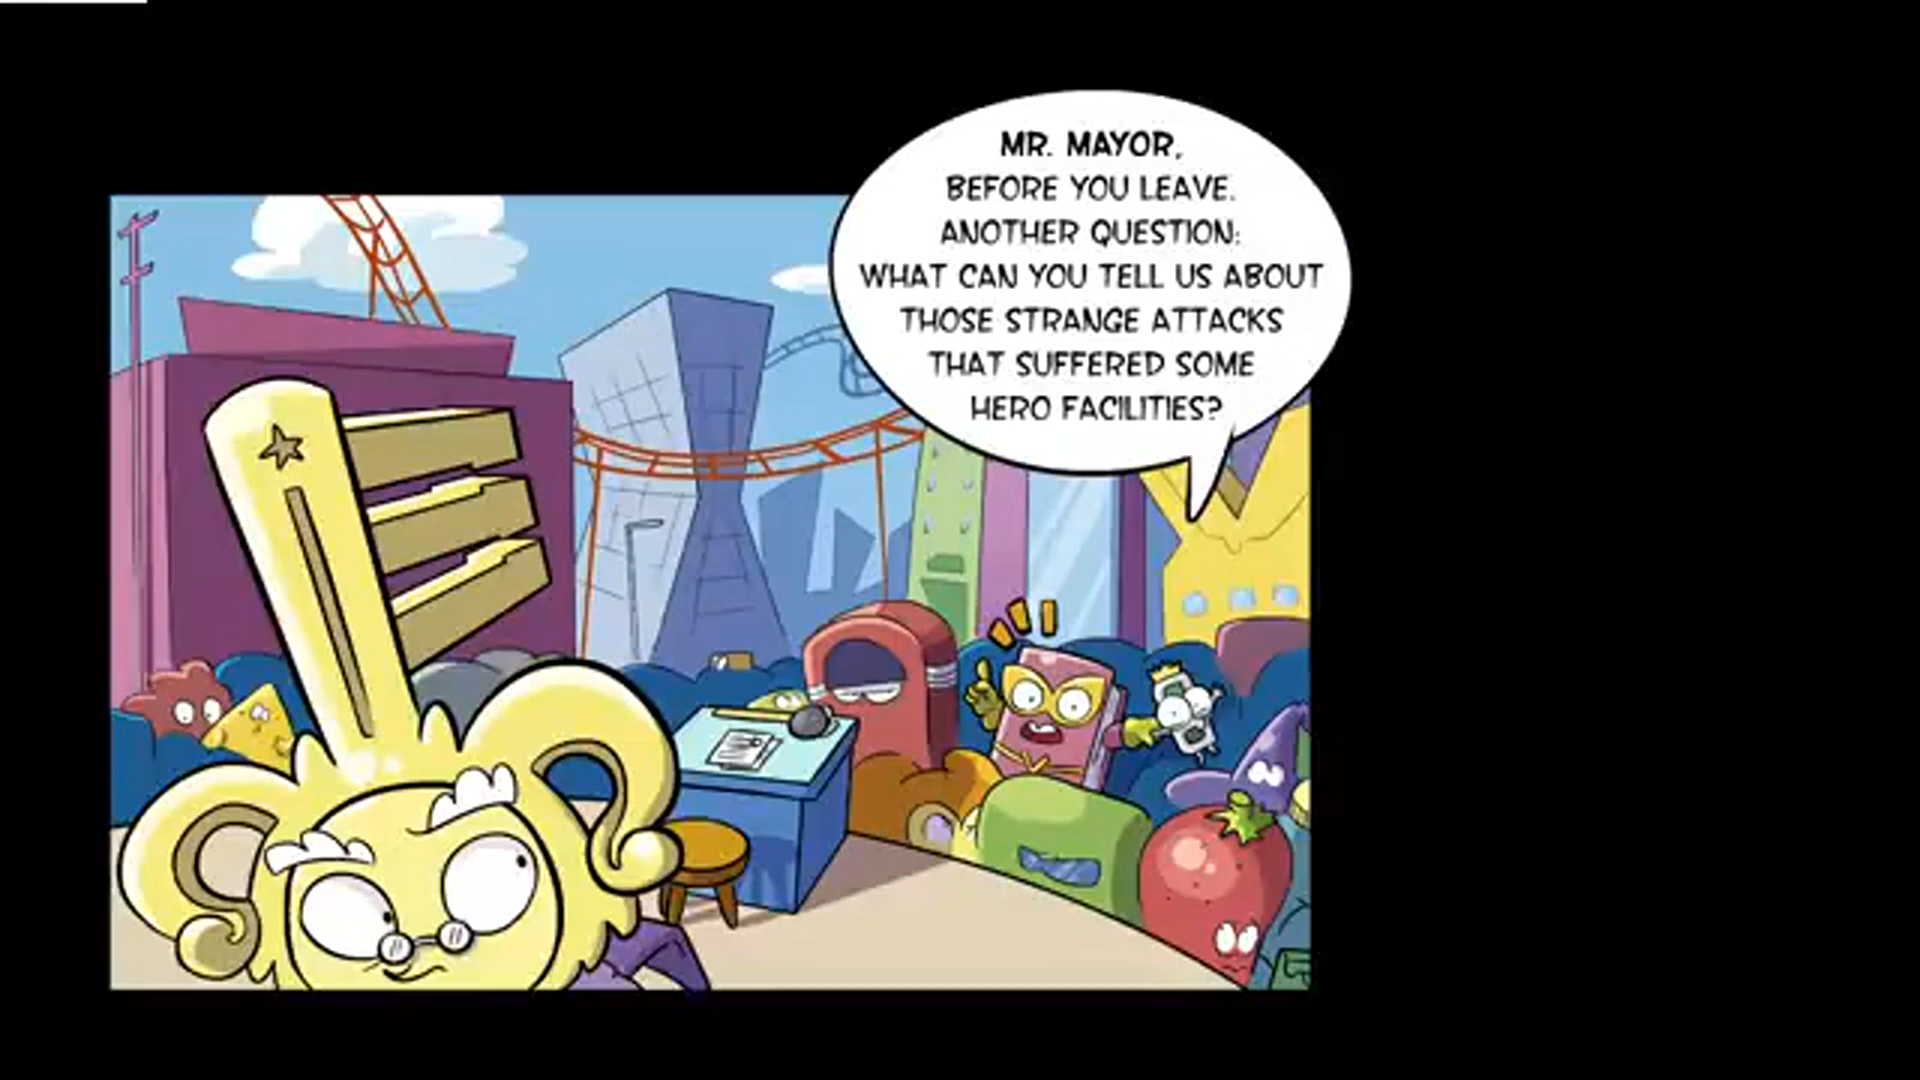 MR. MAYOR,
BEFORE YOU LEAVE.
ANOTHER QUESTION:
WHAT CAN YOU TELL US ABOUT
THOSE STRANGE ATTACKS
THAT SUFFERED SOME
HERO FACILITIES?